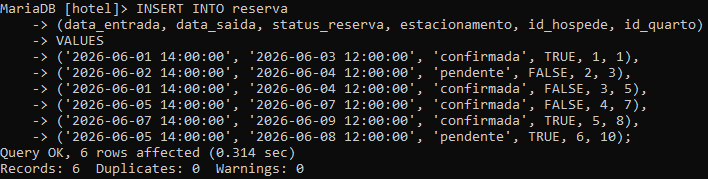 MariaDB [hotel]> INSERT INTO reserva
    -> (data_entrada, data_saida, status_reserva, estacionamento, id_hospede, id_quarto)
    -> VALUES
    -> ('2026-06-01 14:00:00', '2026-06-03 12:00:00', 'confirmada', TRUE, 1, 1),
    -> ('2026-06-02 14:00:00', '2026-06-04 12:00:00', 'pendente', FALSE, 2, 3),
    -> ('2026-06-01 14:00:00', '2026-06-04 12:00:00', 'confirmada', FALSE, 3, 5),
    -> ('2026-06-05 14:00:00', '2026-06-07 12:00:00', 'confirmada', FALSE, 4, 7),
    -> ('2026-06-07 14:00:00', '2026-06-09 12:00:00', 'confirmada', TRUE, 5, 8),
    -> ('2026-06-05 14:00:00', '2026-06-08 12:00:00', 'pendente', TRUE, 6, 10);
Query OK, 6 rows affected (0.314 sec)
Records: 6  Duplicates: 0  Warnings: 0